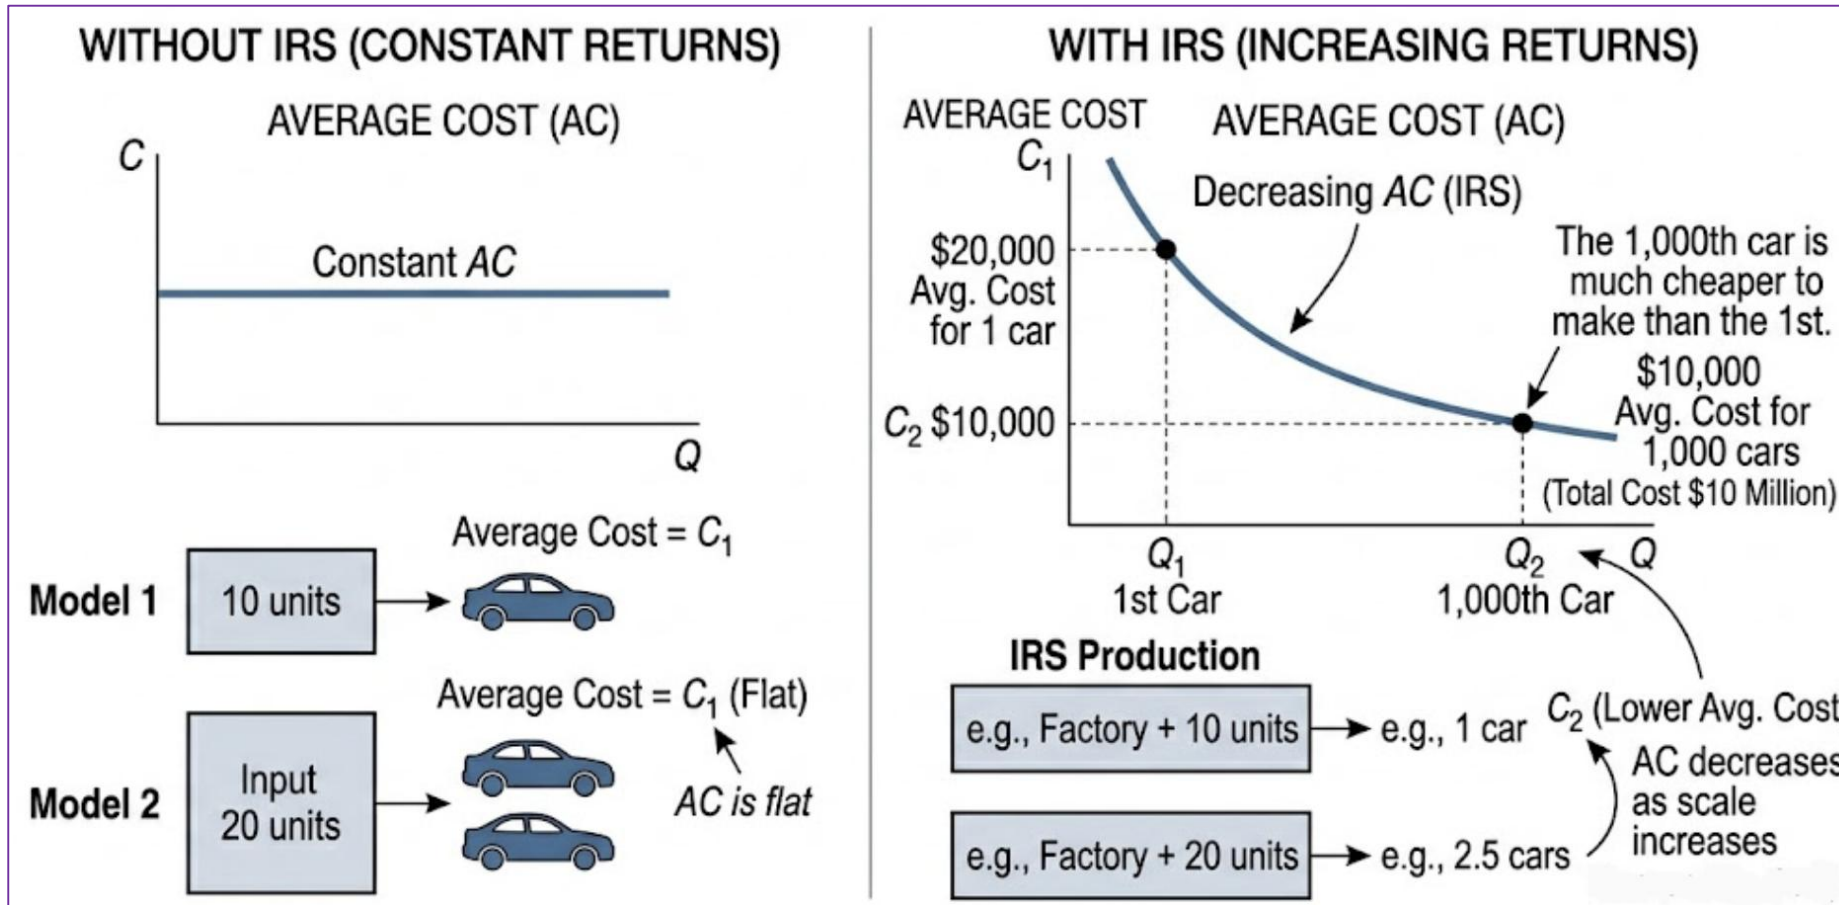 WITHOUT IRS (CONSTANT RETURNS)
AVERAGE COST (AC)
C
Constant AC
Q
Average Cost = C₁
Model 1
10 units
Average Cost = C₁ (Flat)
Model 2
Input
20 units
AC is flat
WITH IRS (INCREASING RETURNS)
AVERAGE COST
AVERAGE COST (AC)
C₁
Decreasing AC (IRS)
$20,000
Avg. Cost
for 1 car
The 1,000th car is
much cheaper to
make than the 1st.
$10,000
Avg. Cost for
1,000 cars
(Total Cost $10 Million)
C₂ $10,000
Q₁
1st Car
Q₂
1,000th Car
Q
IRS Production
e.g., Factory + 10 units
e.g., 1 car
C₂ (Lower Avg. Cost
AC decreases
as scale
increases
e.g., Factory + 20 units
e.g., 2.5 cars